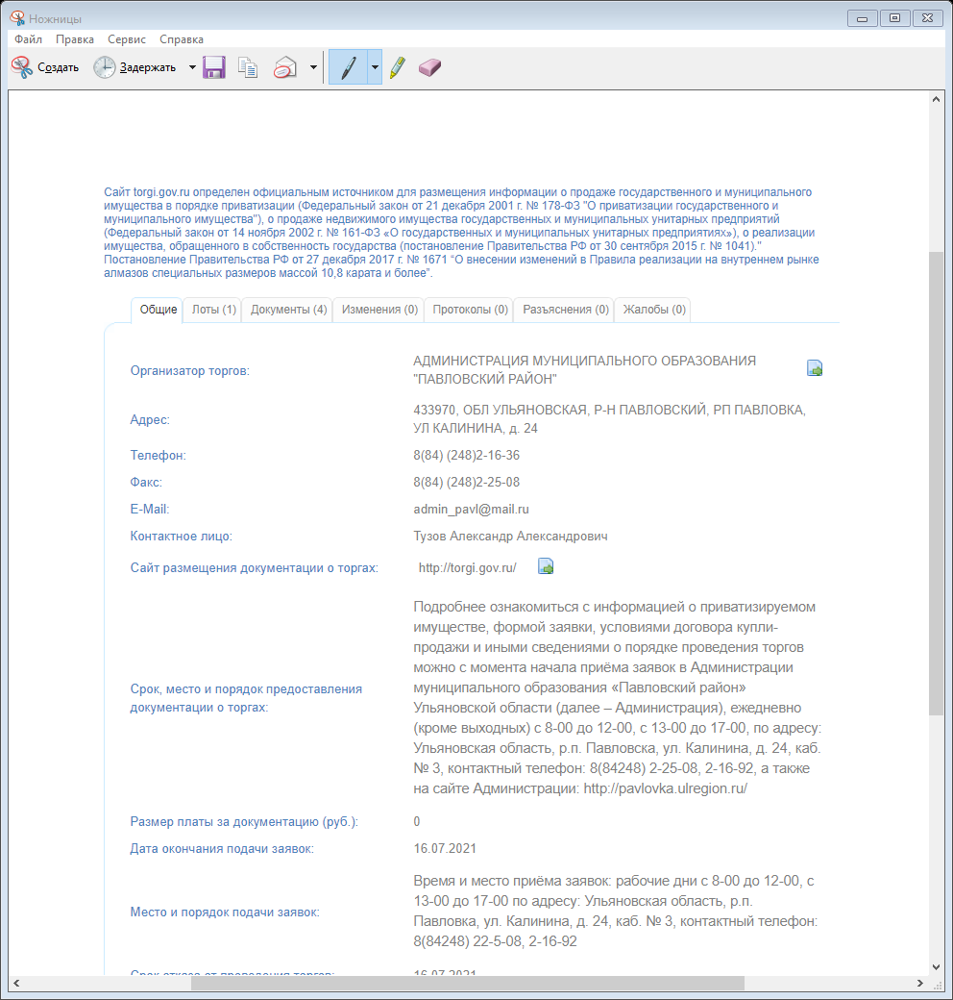 Ножницы
Файл Правка Сервис Справка
Создать Задержать
Сайт torgi.gov.ru определен официальным источником для размещения информации о продаже государственного и муниципального
имущества в порядке приватизации (Федеральный закон от 21 декабря 2001 г. № 178-ФЗ "О приватизации государственного и
муниципального имущества"), о продаже недвижимого имущества государственных и муниципальных унитарных предприятий
(Федеральный закон от 14 ноября 2002 г. № 161-ФЗ «О государственных и муниципальных унитарных предприятиях»), о реализации
имущества, обращенного в собственность государства (постановление Правительства РФ от 30 сентября 2015 г. № 1041)."
Постановление Правительства РФ от 27 декабря 2017 г. № 1671 “О внесении изменений в Правила реализации на внутреннем рынке
алмазов специальных размеров массой 10,8 карата и более”.
Общие Лоты (1) Документы (4) Изменения (0) Протоколы (0) Разъяснения (0) Жалобы (0)
Организатор торгов:
АДМИНИСТРАЦИЯ МУНИЦИПАЛЬНОГО ОБРАЗОВАНИЯ
"ПАВЛОВСКИЙ РАЙОН"
Адрес:
433970, ОБЛ УЛЬЯНОВСКАЯ, Р-Н ПАВЛОВСКИЙ, РП ПАВЛОВКА,
УЛ КАЛИНИНА, д. 24
Телефон: 8(84) (248)2-16-36
Факс: 8(84) (248)2-25-08
E-Mail: admin_pavl@mail.ru
Контактное лицо: Тузов Александр Александрович
Сайт размещения документации о торгах: http://torgi.gov.ru/
Срок, место и порядок предоставления
документации о торгах:
Подробнее ознакомиться с информацией о приватизируемом
имуществе, формой заявки, условиями договора купли-
продажи и иными сведениями о порядке проведения торгов
можно с момента начала приёма заявок в Администрации
муниципального образования «Павловский район»
Ульяновской области (далее – Администрация), ежедневно
(кроме выходных) с 8-00 до 12-00, с 13-00 до 17-00, по адресу:
Ульяновская область, р.п. Павловска, ул. Калинина, д. 24, каб.
№ 3, контактный телефон: 8(84248) 2-25-08, 2-16-92, а также
на сайте Администрации: http://pavlovka.ulregion.ru/
Размер платы за документацию (руб.): 0
Дата окончания подачи заявок: 16.07.2021
Место и порядок подачи заявок:
Время и место приёма заявок: рабочие дни с 8-00 до 12-00, с
13-00 до 17-00 по адресу: Ульяновская область, р.п.
Павловка, ул. Калинина, д. 24, каб. № 3, контактный телефон:
8(84248) 22-5-08, 2-16-92
Срок отказа от проведения торгов: 16.07.2021